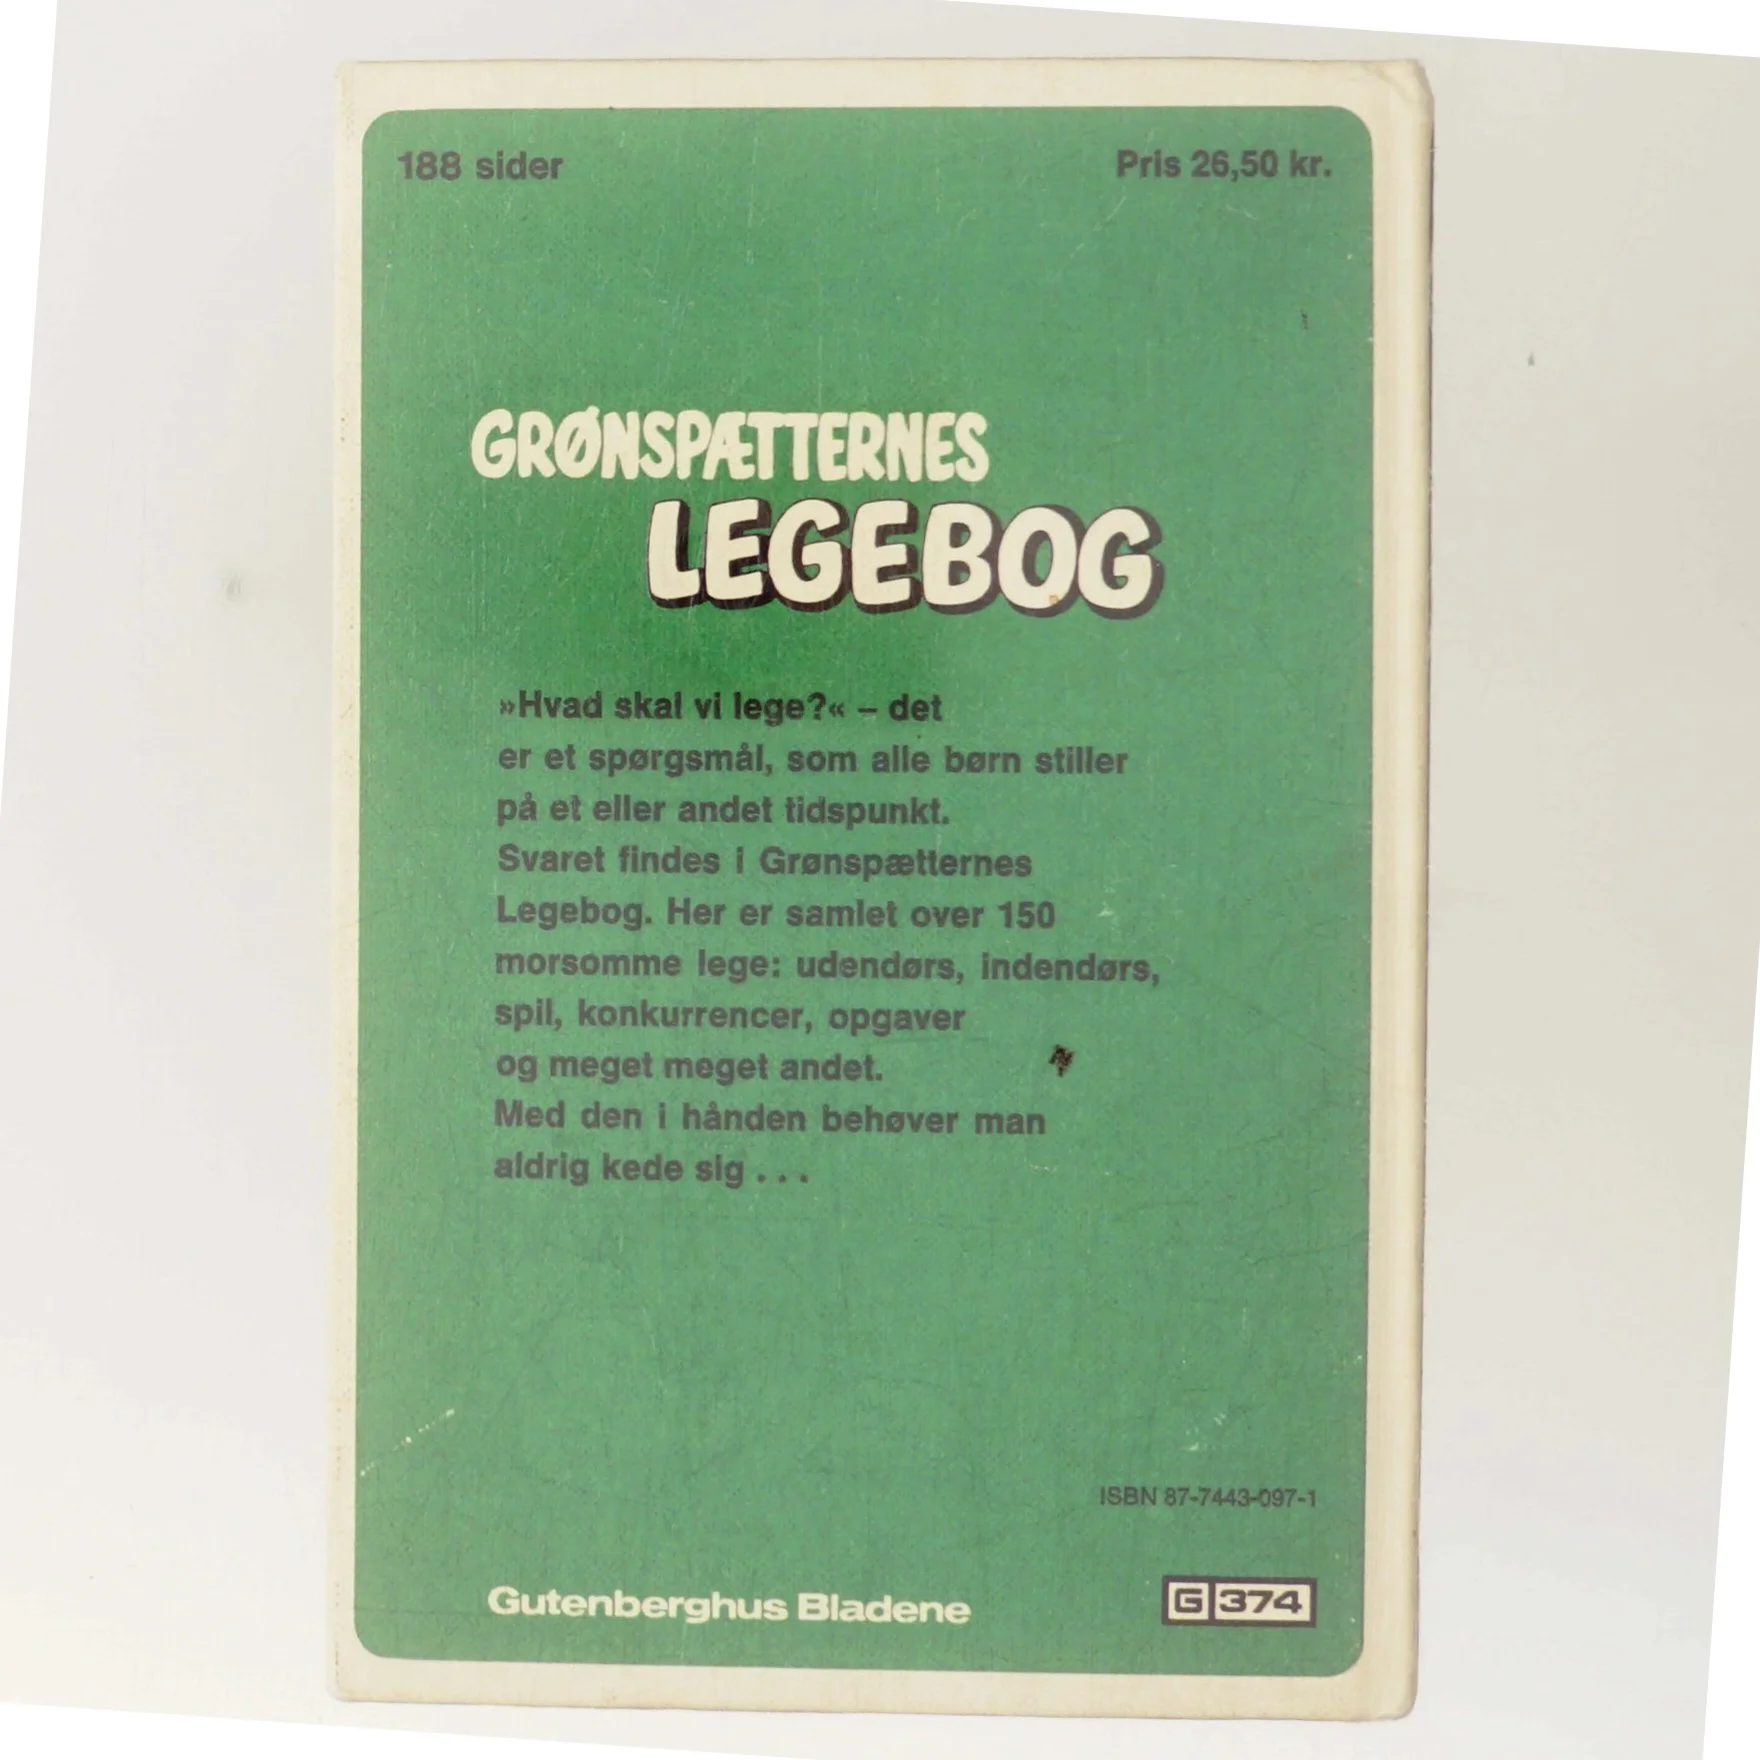 188 sider
Pris 26,50 kr.
GRØNSPÆTTERNES
LEGEBOG
»Hvad skal vi lege?« – det
er et spørgsmål, som alle børn stiller
på et eller andet tidspunkt.
Svaret findes i Grønspætternes
Legebog. Her er samlet over 150
morsomme lege: udendørs, indendørs,
spil, konkurrencer, opgaver
og meget meget andet.
Med den i hånden behøver man
aldrig kede sig . . .
ISBN 87-7443-097-1
Gutenberghus Bladene
G 374